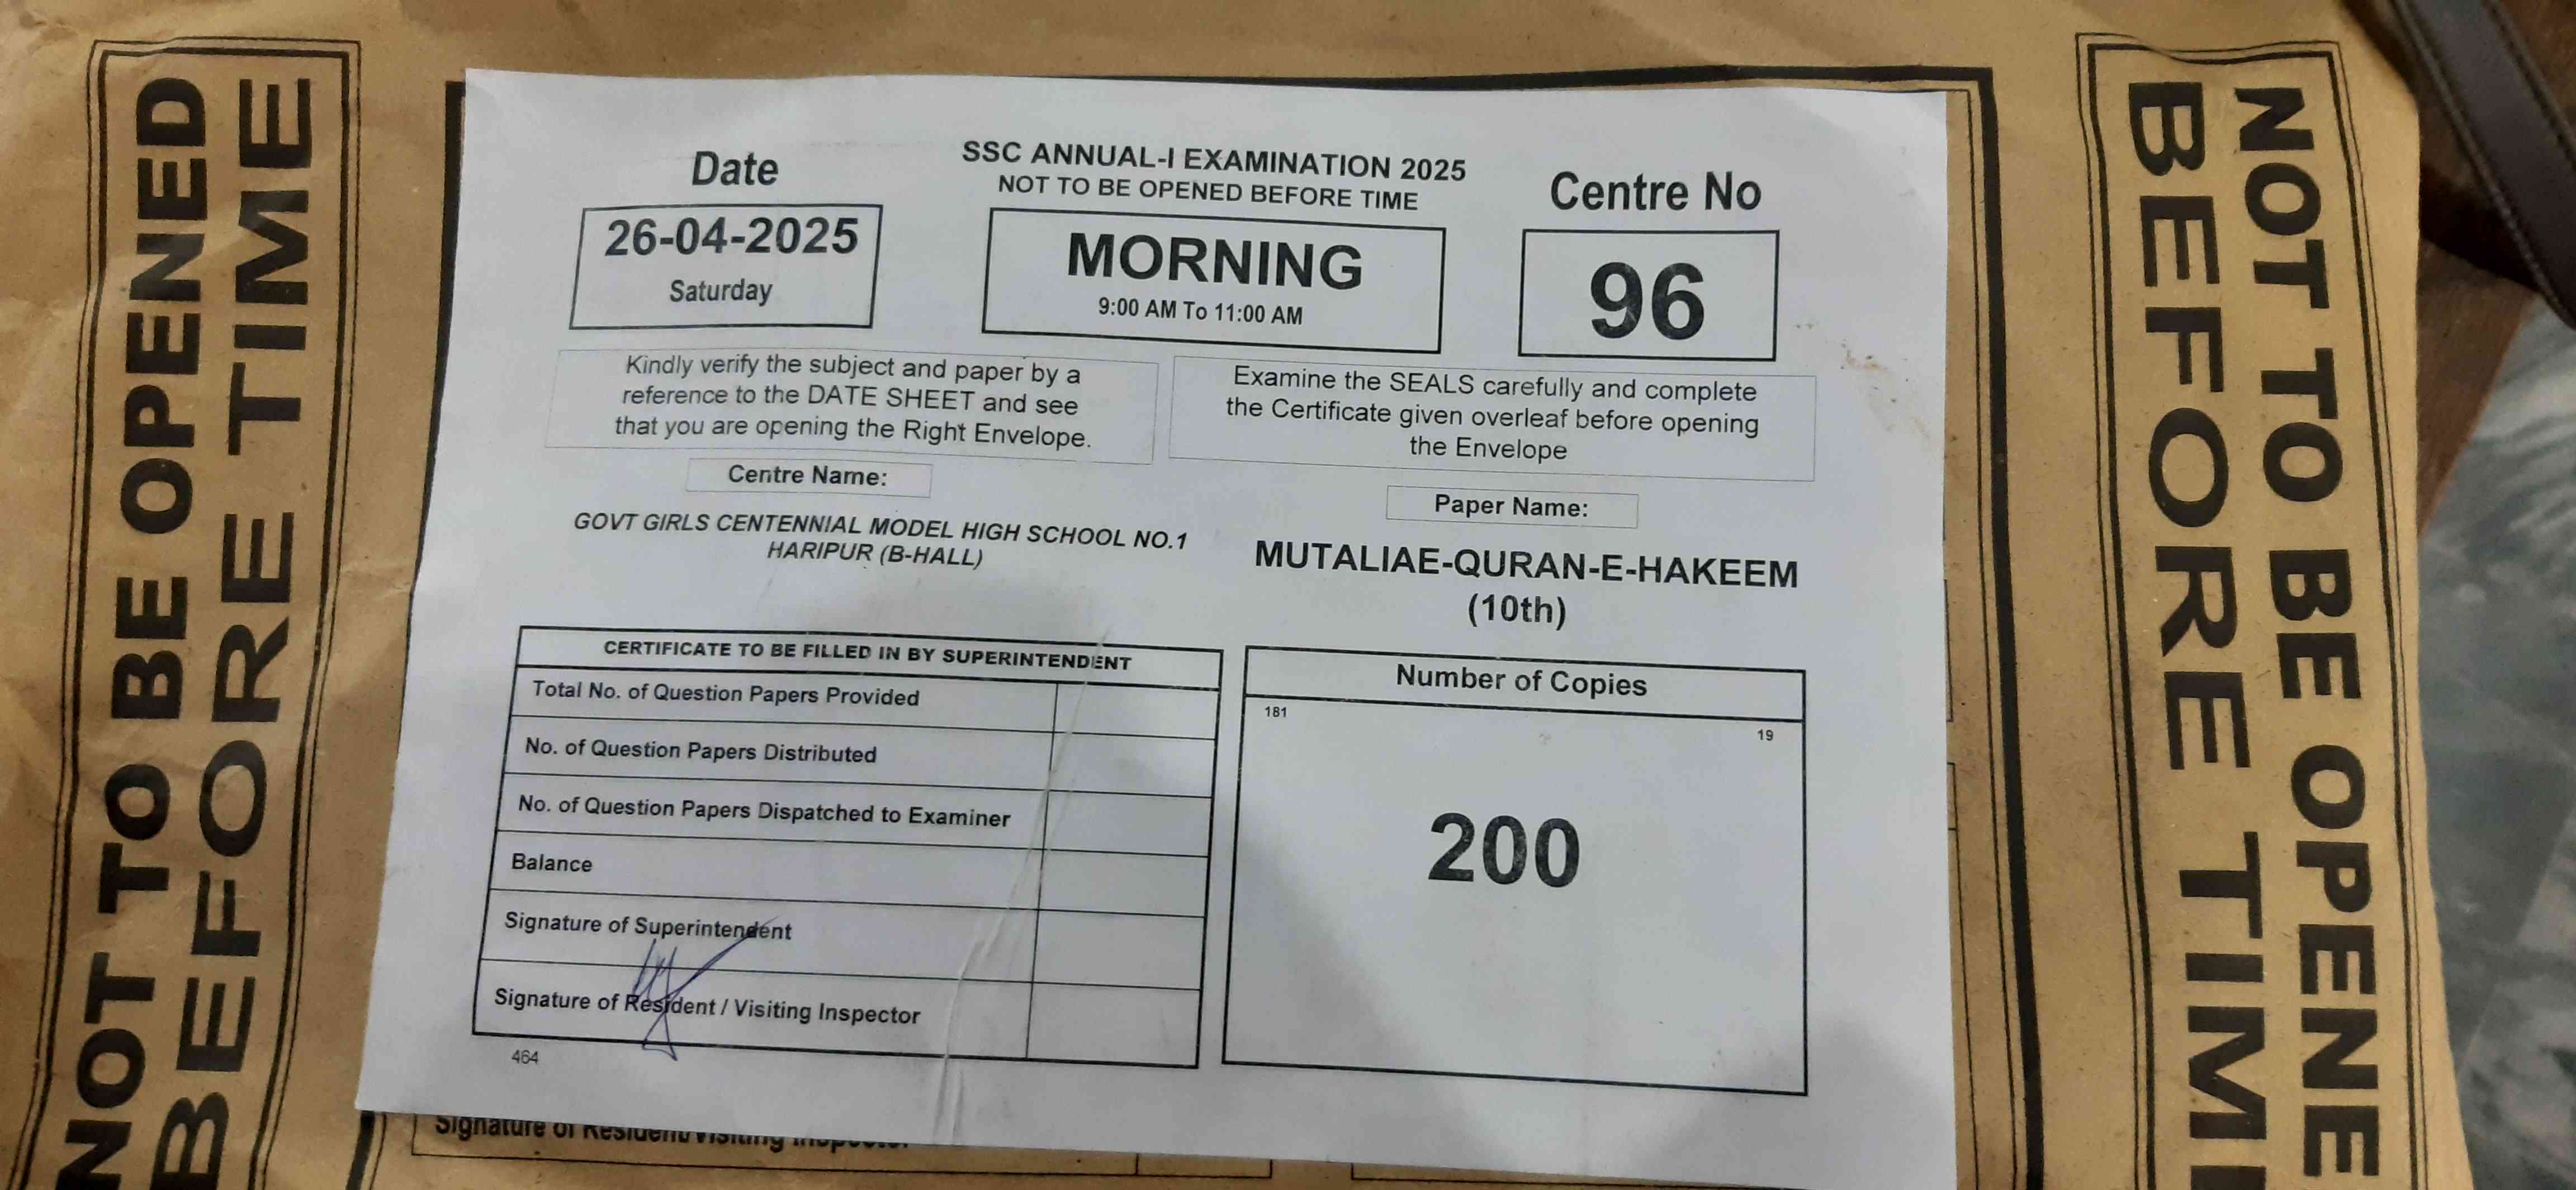 NOT TO BE OPENED
BEFORE TIME
Date
26-04-2025
Saturday
SSC ANNUAL-I EXAMINATION 2025
NOT TO BE OPENED BEFORE TIME
MORNING
9:00 AM To 11:00 AM
Centre No
96
Kindly verify the subject and paper by a
reference to the DATE SHEET and see
that you are opening the Right Envelope.
Examine the SEALS carefully and complete
the Certificate given overleaf before opening
the Envelope
Centre Name:
GOVT GIRLS CENTENNIAL MODEL HIGH SCHOOL NO.1
HARIPUR (B-HALL)
Paper Name:
MUTALIAE-QURAN-E-HAKEEM
(10th)
CERTIFICATE TO BE FILLED IN BY SUPERINTENDENT
Total No. of Question Papers Provided
No. of Question Papers Distributed
No. of Question Papers Dispatched to Examiner
Balance
Signature of Superintendent
Signature of Resident / Visiting Inspector
464
Number of Copies
181
19
200
Signature of Resident/Visiting Inspector
NOT TO BE OPENE
BEFORE TIM